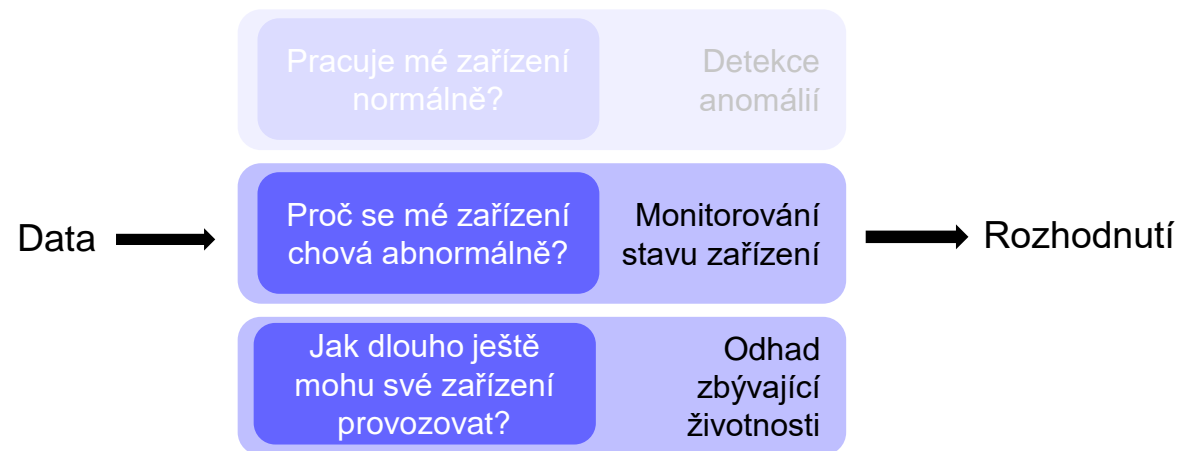 Pracuje mé zařízení
normálně?
Detekce
anomálií
Data
Proč se mé zařízení
chová abnormálně?
Monitorování
stavu zařízení
Rozhodnutí
Jak dlouho ještě
mohu své zařízení
provozovat?
Odhad
zbývající
životnosti